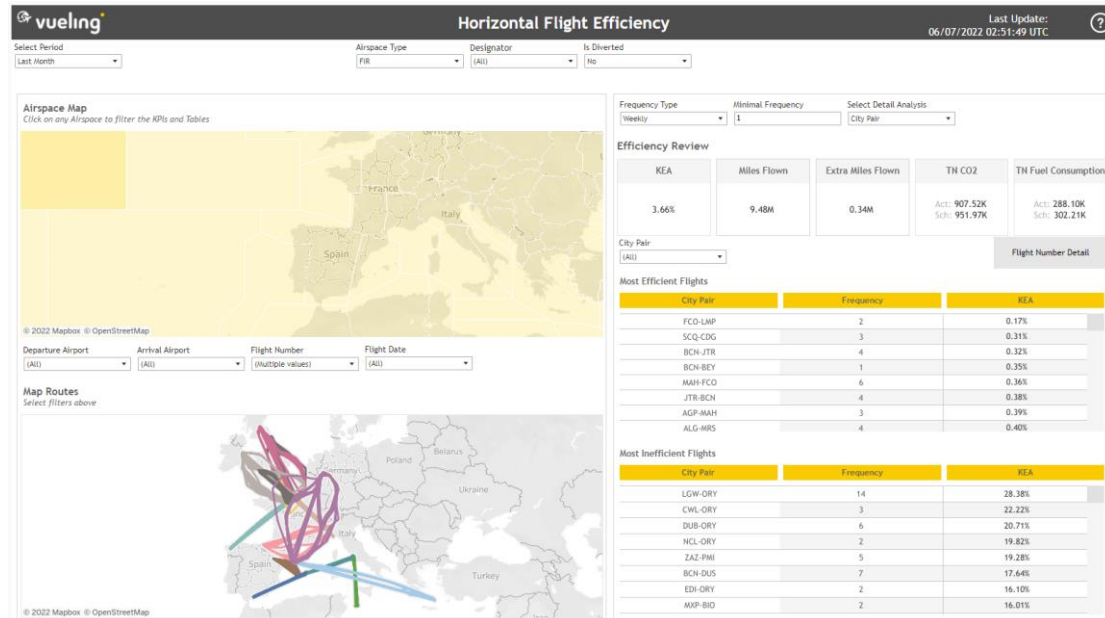 vueling
Horizontal Flight Efficiency
Last Update:
06/07/2022 02:51:49 UTC
?
Select Period
Last Month
Airspace Type
FIR
Designator
(All)
Is Diverted
No
Airspace Map
Click on any Airspace to filter the KPIs and Tables
Germany
France
Italy
Spain
© 2022 Mapbox © OpenStreetMap
Departure Airport
(All)
Arrival Airport
(All)
Flight Number
(Multiple values)
Flight Date
(All)
Map Routes
Select filters above
Belarus
Poland
Germany
Ukraine
Italy
Spain
Turkey
© 2022 Mapbox © OpenStreetMap
Frequency Type
Weekly
Minimal Frequency
1
Select Detail Analysis
City Pair
Efficiency Review
KEA
3.66%
Miles Flown
9.48M
Extra Miles Flown
0.34M
TN CO2
Act: 907.52K
Sch: 951.97K
TN Fuel Consumption
Act: 288.10K
Sch: 302.21K
City Pair
(All)
Flight Number Detail
Most Efficient Flights
City Pair Frequency KEA
FCO-LMP 2 0.17%
SCQ-CDG 3 0.31%
BCN-JTR 4 0.32%
BCN-BEY 1 0.35%
MAH-FCO 6 0.36%
JTR-BCN 4 0.38%
AGP-MAH 3 0.39%
ALG-MRS 4 0.40%
Most Inefficient Flights
City Pair Frequency KEA
LGW-ORY 14 28.38%
CWL-ORY 3 22.22%
DUB-ORY 6 20.71%
NCL-ORY 2 19.82%
ZAZ-PMI 5 19.28%
BCN-DUS 7 17.64%
EDI-ORY 2 16.10%
MXP-BIO 2 16.01%